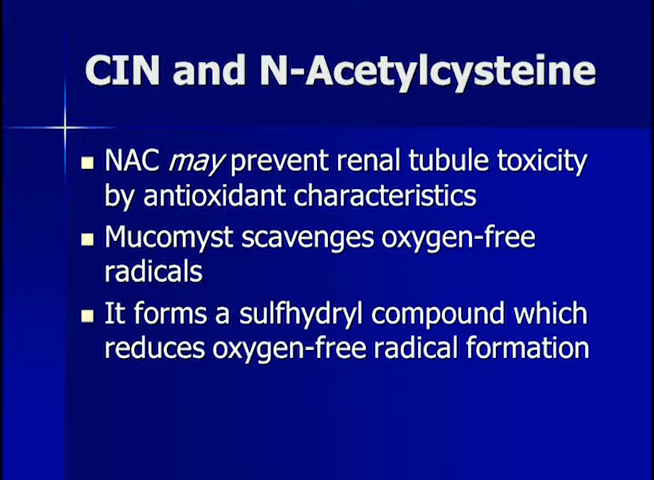 CIN and N-Acetylcysteine
NAC may prevent renal tubule toxicity
by antioxidant characteristics
Mucomyst scavenges oxygen-free
radicals
It forms a sulfhydryl compound which
reduces oxygen-free radical formation